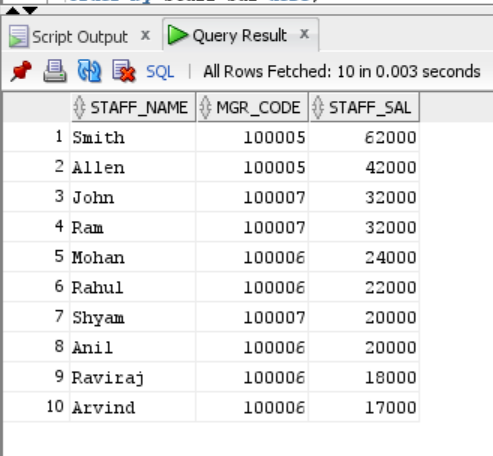 Script Output x Query Result x
SQL | All Rows Fetched: 10 in 0.003 seconds
STAFF_NAME MGR_CODE STAFF_SAL
1 Smith 100005 62000
2 Allen 100005 42000
3 John 100007 32000
4 Ram 100007 32000
5 Mohan 100006 24000
6 Rahul 100006 22000
7 Shyam 100007 20000
8 Anil 100006 20000
9 Raviraj 100006 18000
10 Arvind 100006 17000